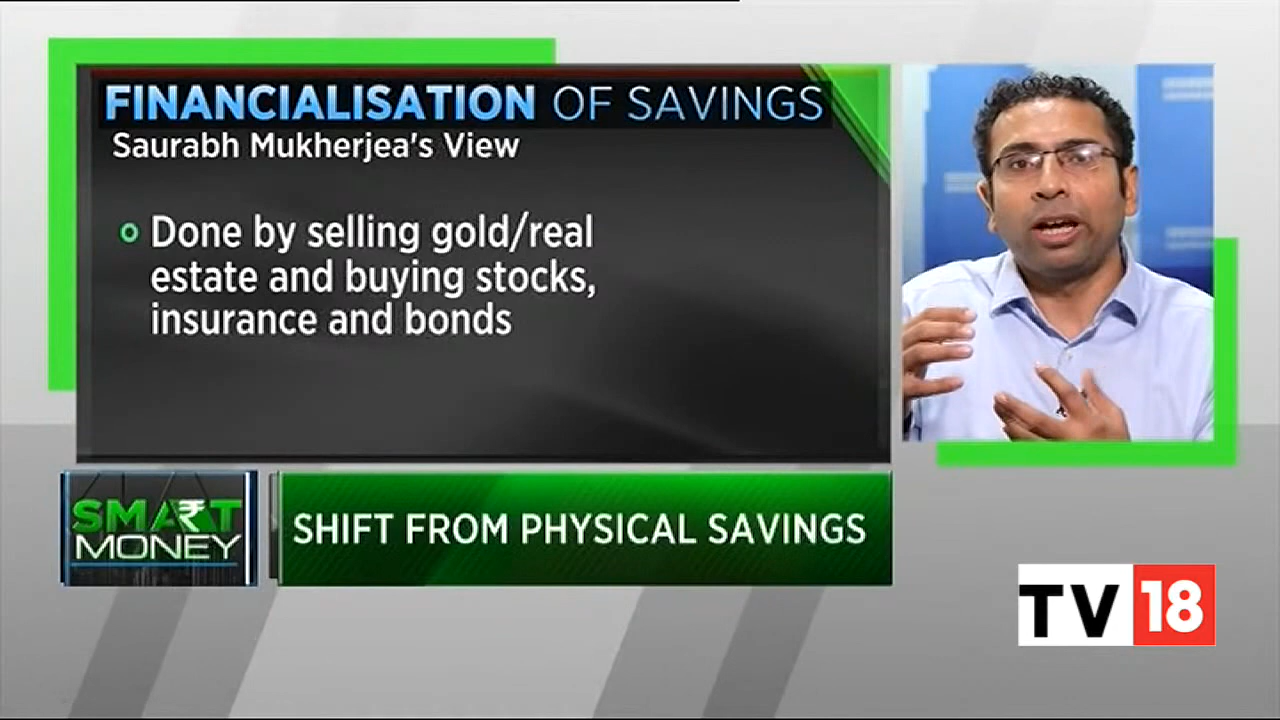 FINANCIALISATION OF SAVINGS
Saurabh Mukherjea's View
Done by selling gold/real
estate and buying stocks,
insurance and bonds
SMA₹T
MONEY
SHIFT FROM PHYSICAL SAVINGS
TV18